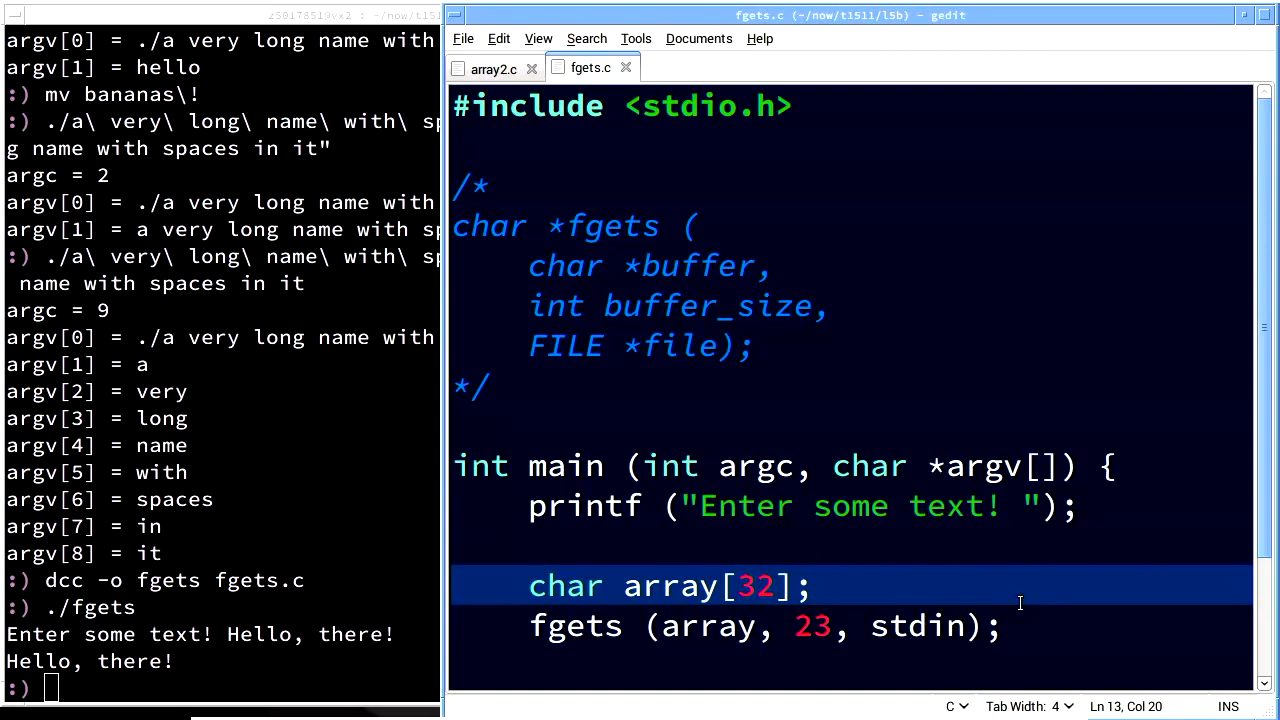 z5017851@vx2 : ~/now/t151
argv[0] = ./a very long name with
argv[1] = hello
:) mv bananas\!
:) ./a\ very\ long\ name\ with\ sp
g name with spaces in it"
argc = 2
argv[0] = ./a very long name with
argv[1] = a very long name with sp
:) ./a\ very\ long\ name\ with\ sp
name with spaces in it
argc = 9
argv[0] = ./a very long name with
argv[1] = a
argv[2] = very
argv[3] = long
argv[4] = name
argv[5] = with
argv[6] = spaces
argv[7] = in
argv[8] = it
:) dcc -o fgets fgets.c
:) ./fgets
Enter some text! Hello, there!
Hello, there!
:)
fgets.c (~/now/t1511/l5b) - gedit
File Edit View Search Tools Documents Help
array2.c fgets.c
#include <stdio.h>
/*
char *fgets (
char *buffer,
int buffer_size,
FILE *file);
*/
int main (int argc, char *argv[]) {
printf ("Enter some text! ");
char array[32];
fgets (array, 23, stdin);
C Tab Width: 4 Ln 13, Col 20 INS